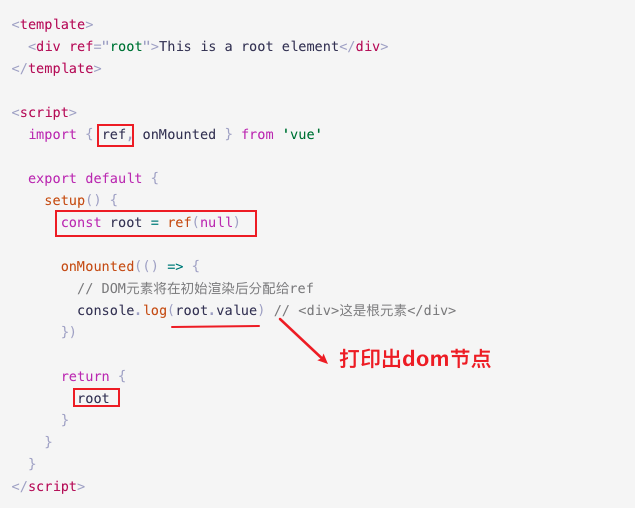 <template>
<div ref="root">This is a root element</div>
</template>
<script>
import { ref, onMounted } from 'vue'
export default {
setup() {
const root = ref(null)
onMounted(() => {
// DOM元素将在初始渲染后分配给ref
console.log(root.value) // <div>这是根元素</div>
})
打印出dom节点
return {
root
}
}
}
</script>